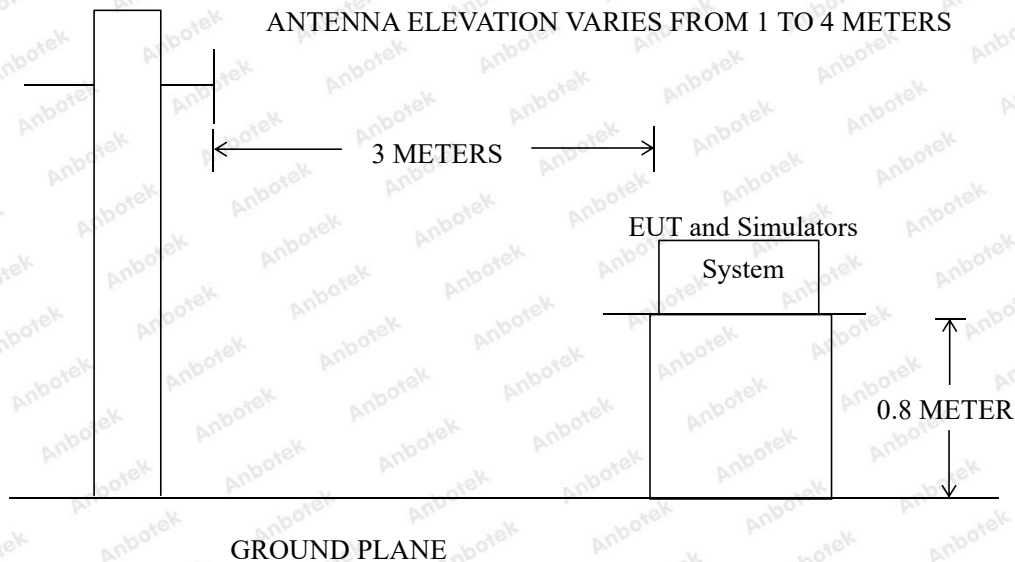 ANTENNA ELEVATION VARIES FROM 1 TO 4 METERS
3 METERS
EUT and Simulators
System
0.8 METER
GROUND PLANE
Anbotek